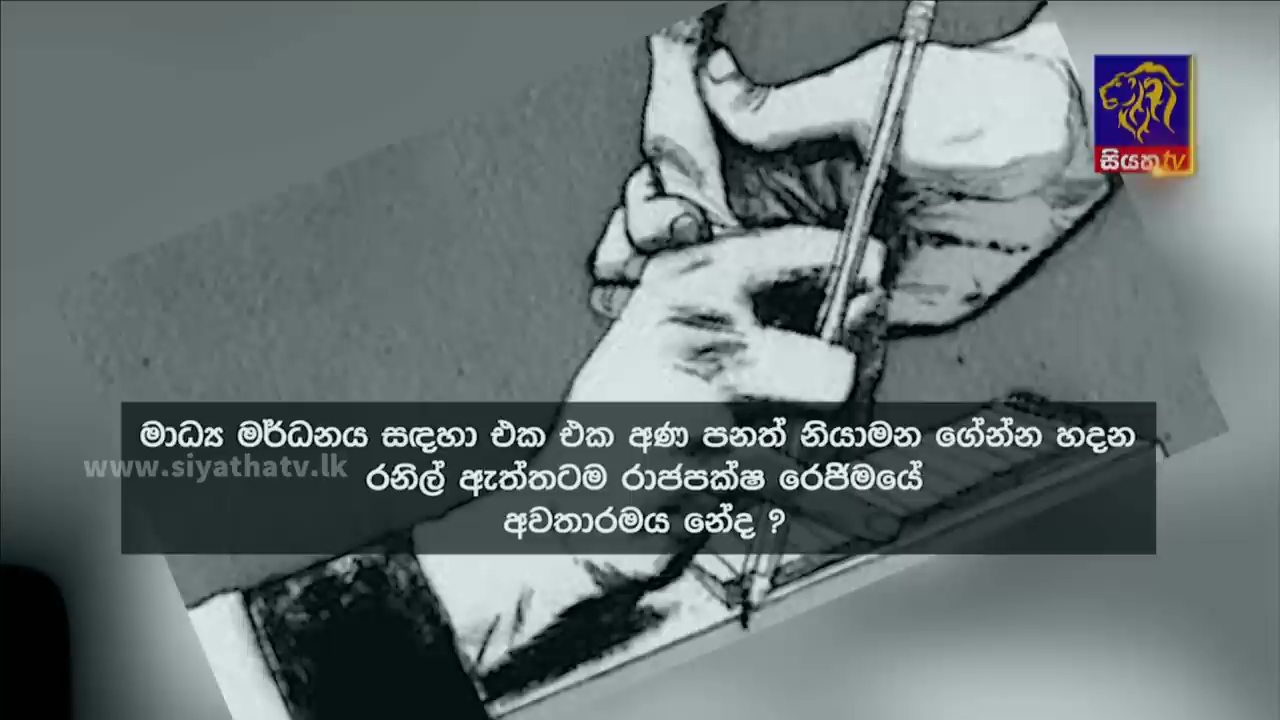 සියත tv
මාධ්‍ය මර්ධනය සඳහා එක එක අණ පනත් නියාමන ගේන්න හදන
www.siyathatv.lk
රනිල් ඇත්තටම රාජපක්ෂ රෙජිමයේ
අවතාරමය නේද ?